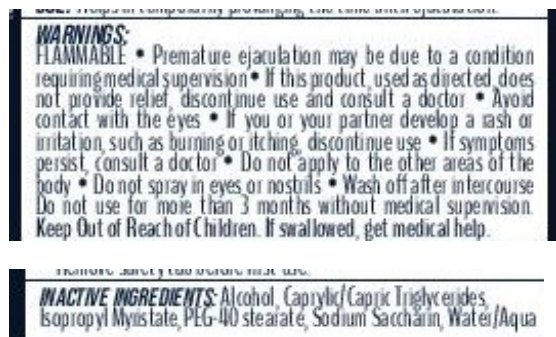 WARNINGS:
FLAMMABLE • Premature ejaculation may be due to a condition
requiring medical supervision • If this product, used as directed, does
not provide relief, discontinue use and consult a doctor • Avoid
contact with the eyes • If you or your partner develop a rash or
irritation, such as burning or itching, discontinue use • If symptoms
persist, consult a doctor • Do not apply to the other areas of the
body • Do not spray in eyes or nostrils • Wash off after intercourse
Do not use for more than 3 months without medical supervision.
Keep Out of Reach of Children. If swallowed, get medical help.
INACTIVE INGREDIENTS: Alcohol, Caprylic/Capric Triglycerides,
Isopropyl Myristate, PEG-40 stearate, Sodium Saccharin, Water/Aqua